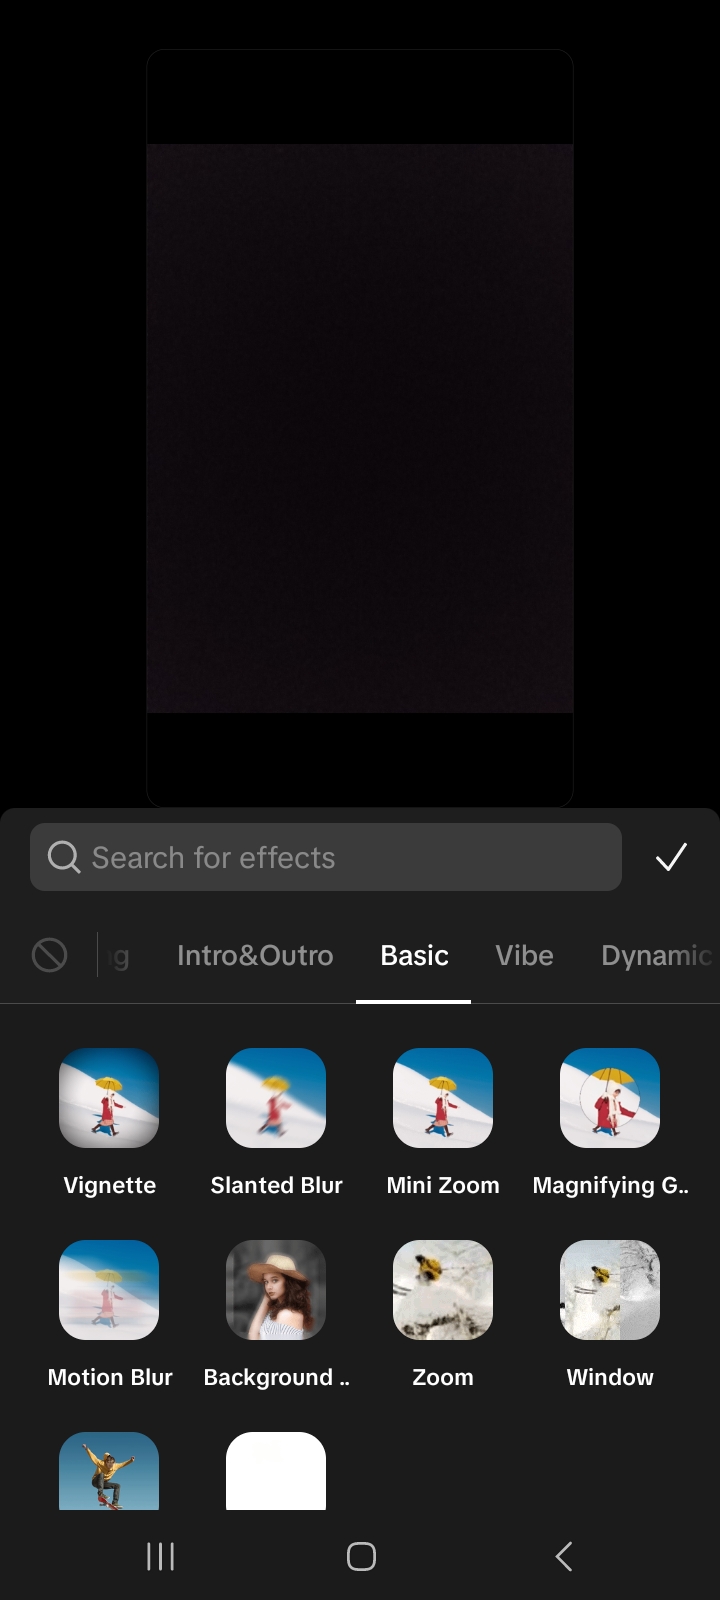 Search for effects
Intro&Outro
Basic
Vibe
Dynamic
Vignette
Slanted Blur
Mini Zoom
Magnifying G..
Motion Blur
Background ..
Zoom
Window